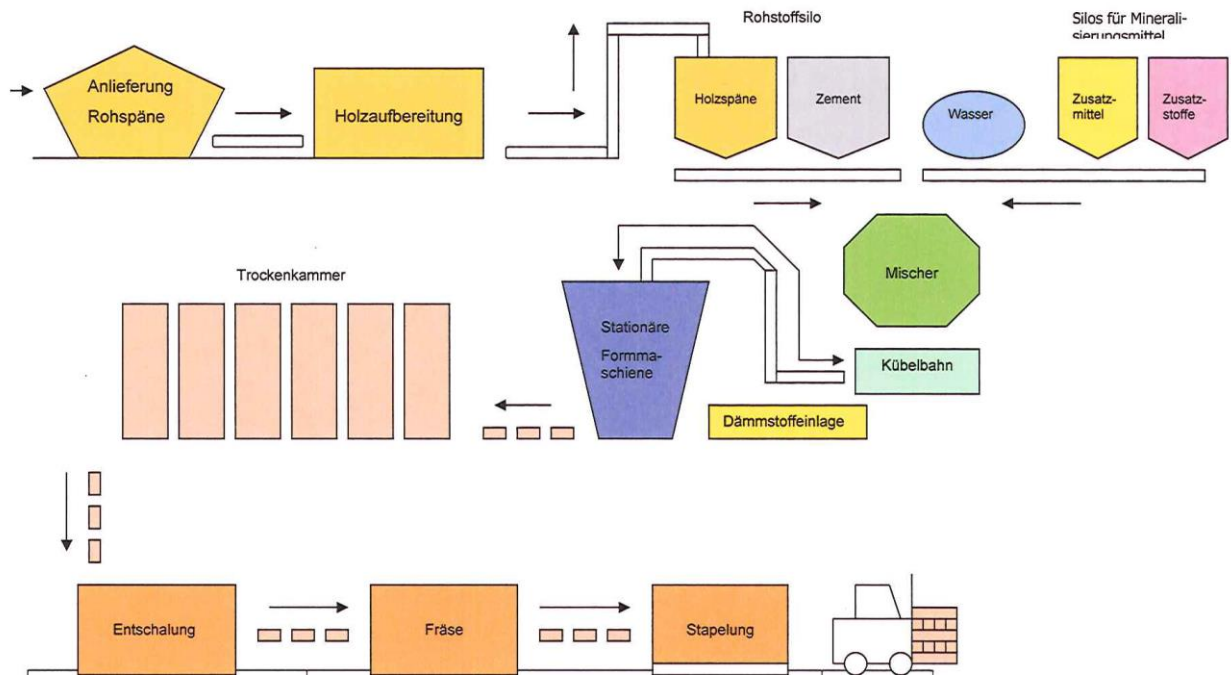 Rohstoffsilo
Silos für Minerali-
sierungsmittel
Anlieferung
Rohspäne
Holzaufbereitung
Holzspäne
Zement
Wasser
Zusatz-
mittel
Zusatz-
stoffe
Trockenkammer
Mischer
Stationäre
Formma-
schiene
Kübelbahn
Dämmstoffeinlage
Entschalung
Fräse
Stapelung